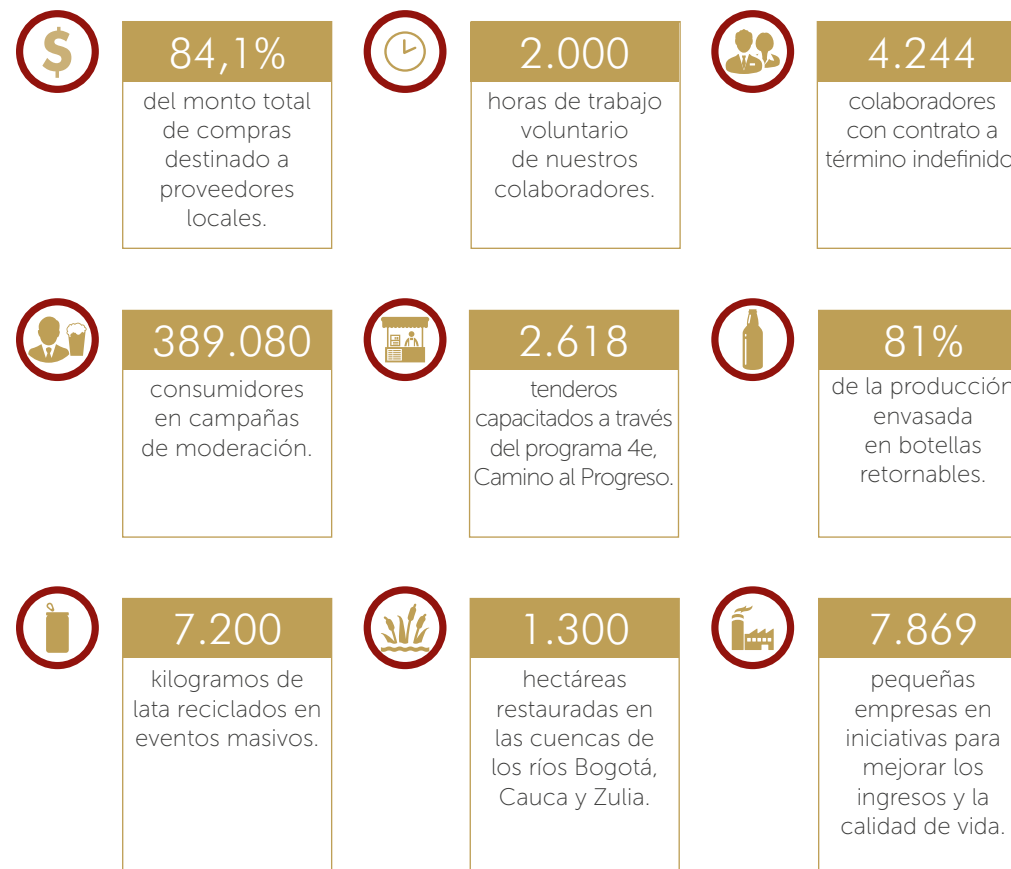 $
84,1%
del monto total
de compras
destinado a
proveedores
locales.
2.000
horas de trabajo
voluntario
de nuestros
colaboradores.
4.244
colaboradores
con contrato a
término indefinido
389.080
consumidores
en campañas
de moderación.
2.618
tenderos
capacitados a través
del programa 4e,
Camino al Progreso.
81%
de la producción
envasada
en botellas
retornables.
7.200
kilogramos de
lata reciclados en
eventos masivos.
1.300
hectáreas
restauradas en
las cuencas de
los ríos Bogotá,
Cauca y Zulia.
7.869
pequeñas
empresas en
iniciativas para
mejorar los
ingresos y la
calidad de vida.